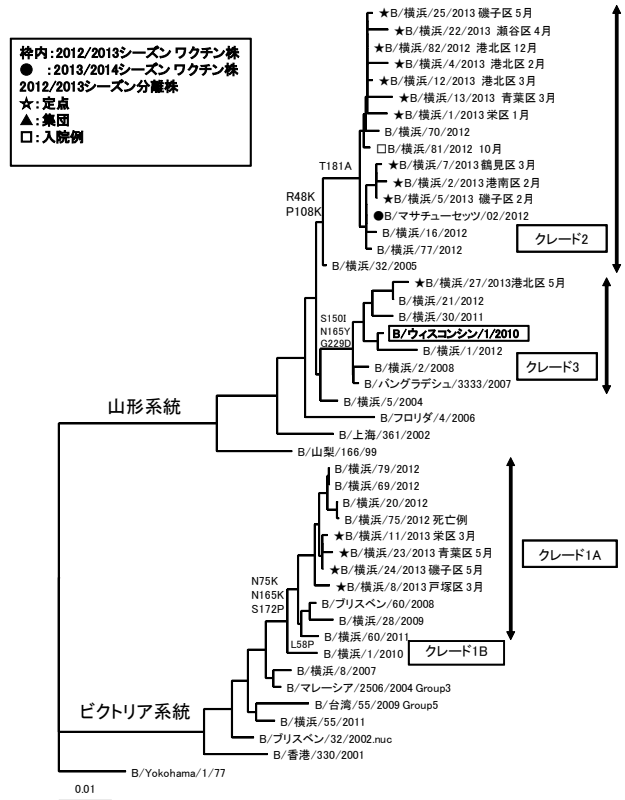 枠内：2012/2013シーズン ワクチン株
● ：2013/2014シーズン ワクチン株
2012/2013シーズン分離株
☆：定点
▲：集団
□：入院例
★B/横浜/25/2013 磯子区 5月
★B/横浜/22/2013 瀬谷区 4月
★B/横浜/82/2012 港北区 12月
★B/横浜/4/2013 港北区 2月
★B/横浜/12/2013 港北区 3月
★B/横浜/13/2013 青葉区 3月
★B/横浜/1/2013 栄区 1月
B/横浜/70/2012
□B/横浜/81/2012 10月
T181A
★B/横浜/7/2013 鶴見区 3月
★B/横浜/2/2013 港南区 2月
★B/横浜/5/2013 磯子区 2月
R48K
P108K
●B/マサチューセッツ/02/2012
B/横浜/16/2012
B/横浜/77/2012
クレード2
B/横浜/32/2005
★B/横浜/27/2013港北区 5月
B/横浜/21/2012
B/横浜/30/2011
S150I
N165Y
G229D
B/ウィスコンシン/1/2010
B/横浜/1/2012
B/横浜/2/2008
クレード3
B/バングラデシュ/3333/2007
B/横浜/5/2004
山形系統
B/フロリダ/4/2006
B/上海/361/2002
B/山梨/166/99
B/横浜/79/2012
B/横浜/69/2012
B/横浜/20/2012
B/横浜/75/2012 死亡例
★B/横浜/11/2013 栄区 3月
★B/横浜/23/2013 青葉区 5月
クレード1A
★B/横浜/24/2013 磯子区 5月
★B/横浜/8/2013 戸塚区 3月
N75K
N165K
S172P
B/ブリスベン/60/2008
B/横浜/28/2009
B/横浜/60/2011
L58P
B/横浜/1/2010
クレード1B
B/横浜/8/2007
B/マレーシア/2506/2004 Group3
B/台湾/55/2009 Group5
ビクトリア系統
B/横浜/55/2011
B/ブリスベン/32/2002.nuc
B/香港/330/2001
B/Yokohama/1/77
0.01